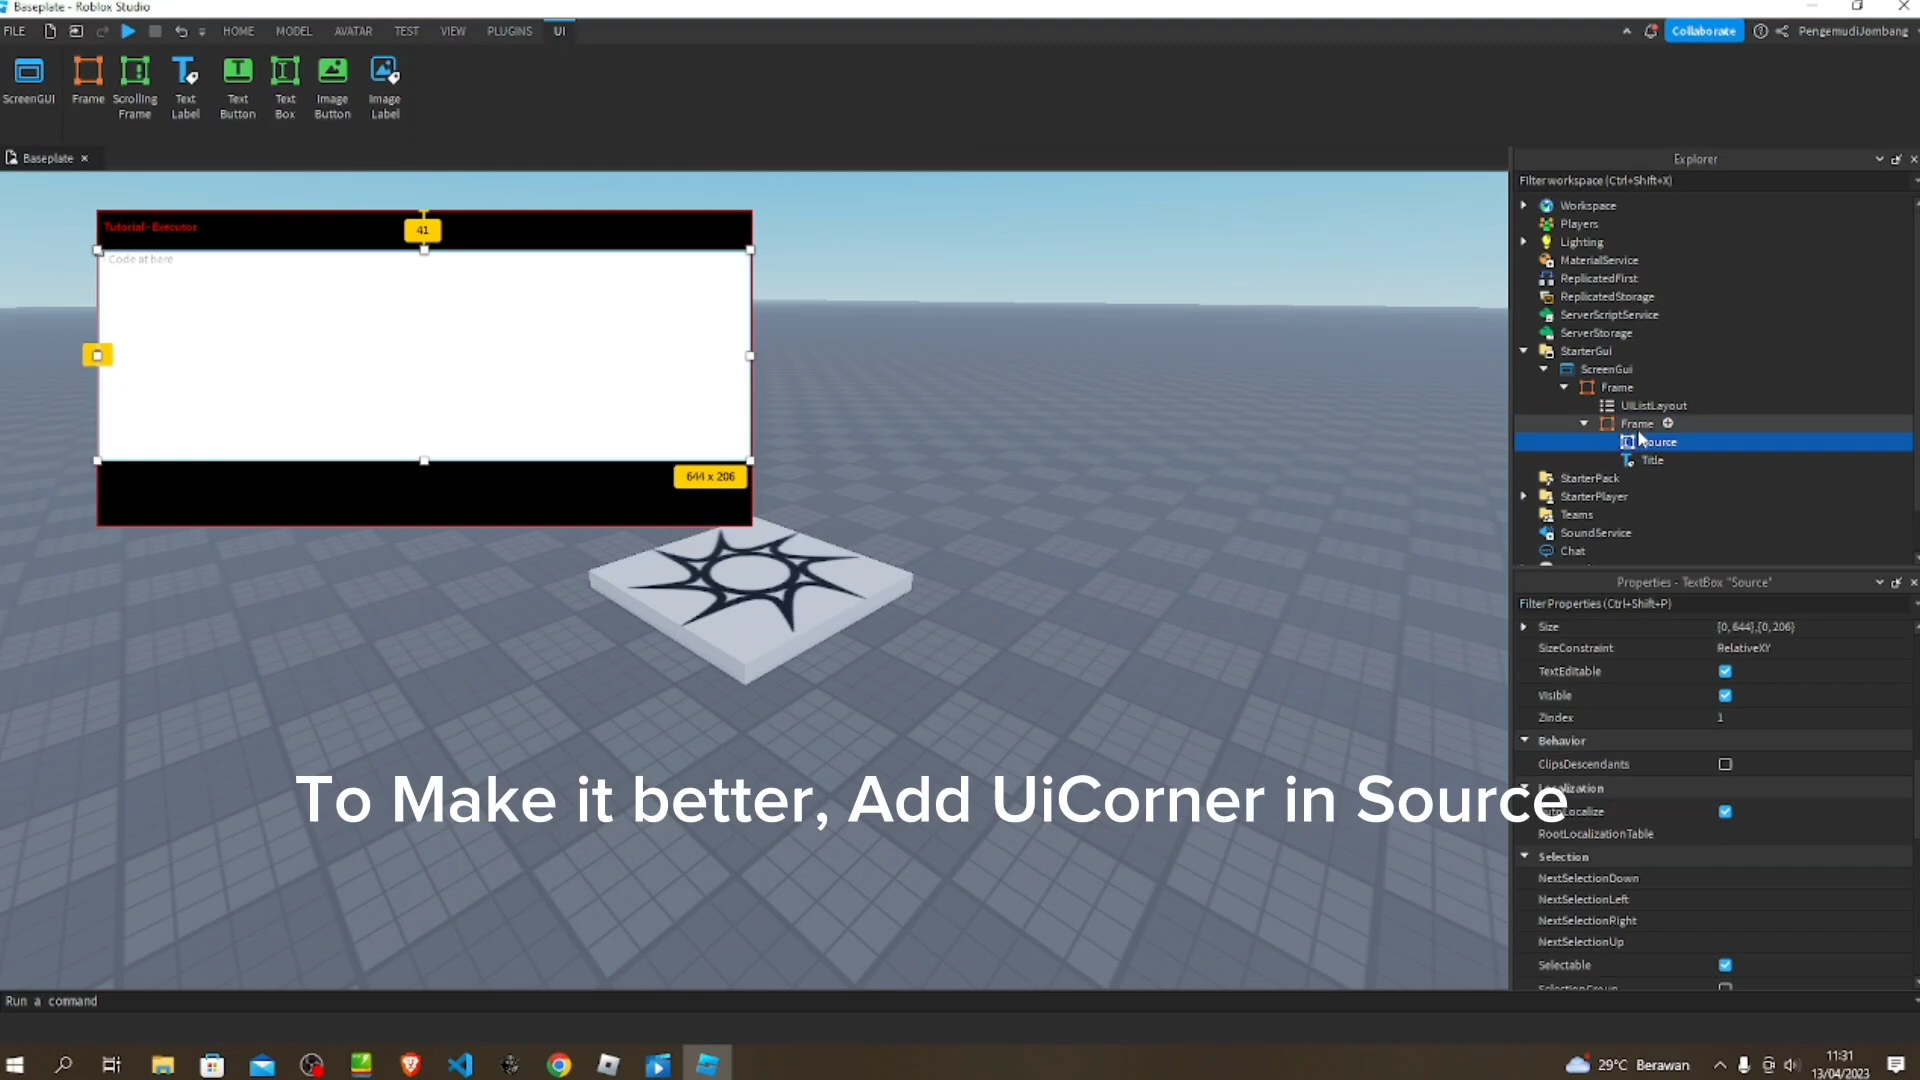 Baseplate - Roblox Studio
FILE
HOME
MODEL
AVATAR
TEST
VIEW
PLUGINS
UI
Collaborate
PengemudiJombang
ScreenGUI
Frame
Scrolling
Frame
Text
Label
Text
Button
Text
Box
Image
Button
Image
Label
Baseplate
Explorer
Filter workspace (Ctrl+Shift+X)
Workspace
Players
Lighting
MaterialService
ReplicatedFirst
ReplicatedStorage
ServerScriptService
ServerStorage
StarterGui
ScreenGui
Frame
UIListLayout
Frame
Source
Title
StarterPack
StarterPlayer
Teams
SoundService
Chat
Tutorial - Executor
41
Code at here
644 x 206
Properties - TextBox "Source"
Filter Properties (Ctrl+Shift+P)
Size {0, 644},{0, 206}
SizeConstraint RelativeXY
TextEditable
Visible
ZIndex 1
Behavior
ClipsDescendants
Localization
AutoLocalize
RootLocalizationTable
Selection
NextSelectionDown
NextSelectionLeft
NextSelectionRight
NextSelectionUp
Selectable
SelectionGroup
To Make it better, Add UiCorner in Source
Run a command
29°C Berawan
11:31
13/04/2023